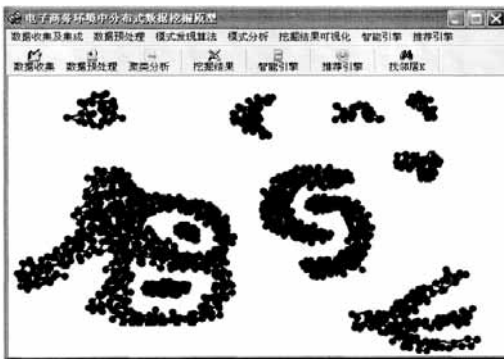 电子商务环境中分布式数据挖掘原型
数据收集及集成 数据预处理 模式发现算法 模式分析 挖掘结果可视化 智能引擎 推荐引擎
数据收集 数据预处理 聚类分析 挖掘结果 智能引擎 推荐引擎 找邻居K